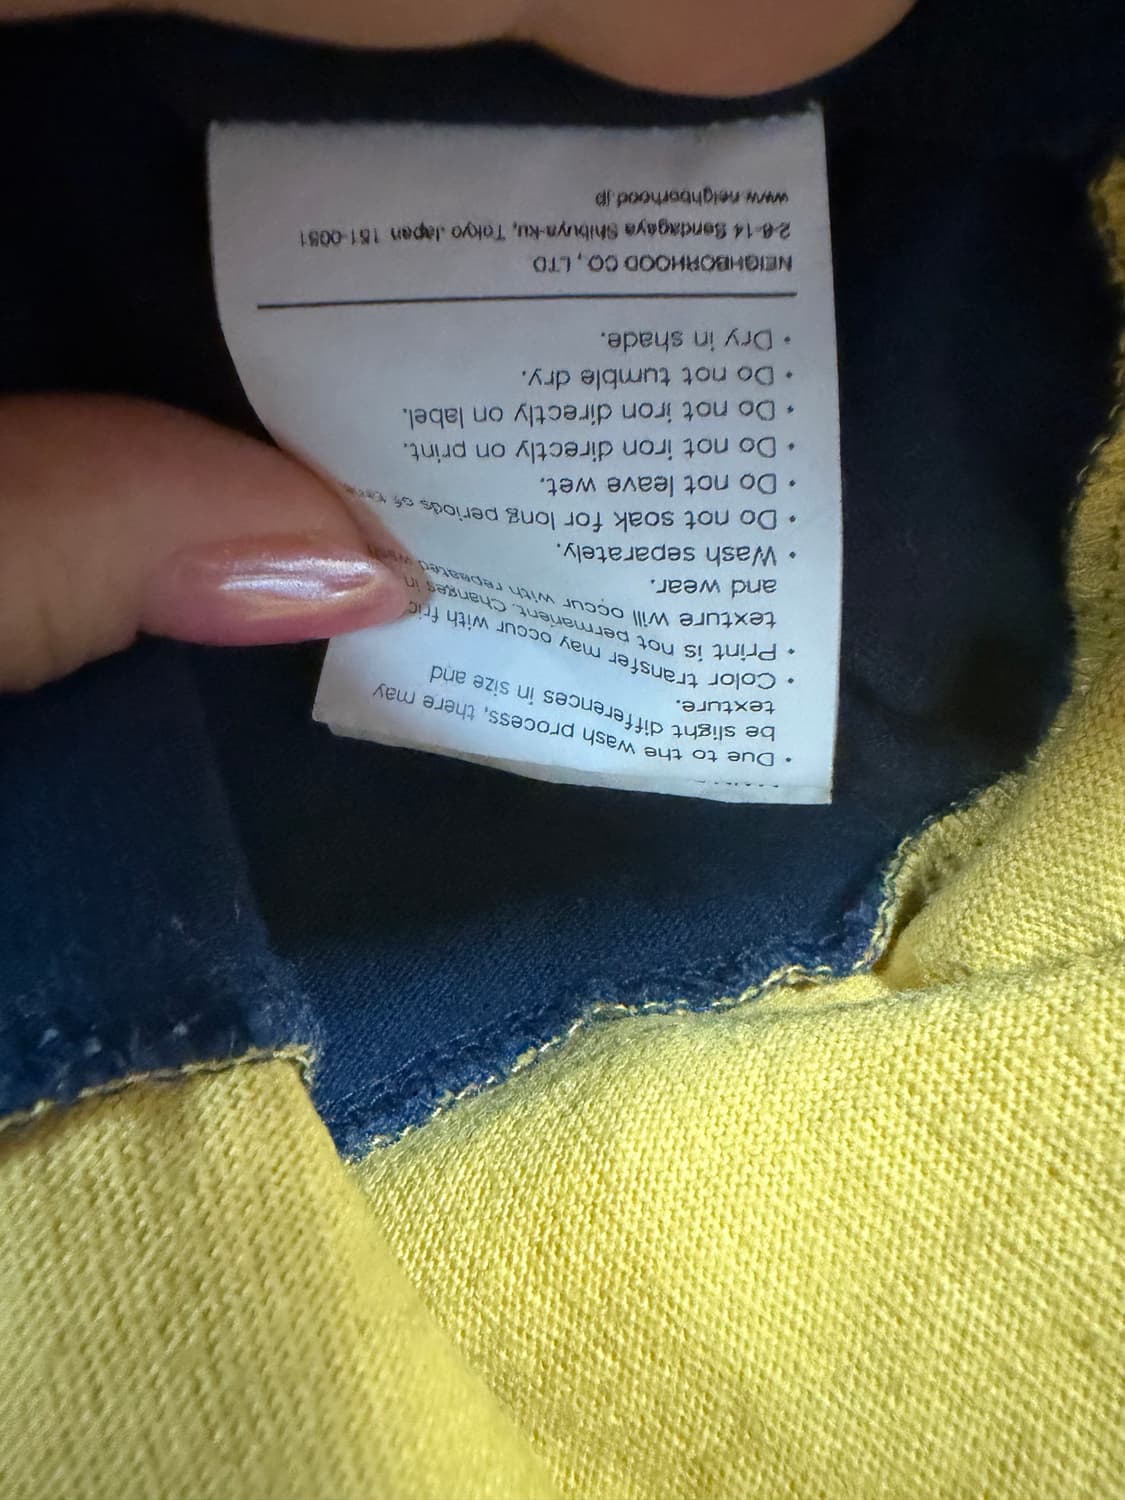 • Due to the wash process, there may
be slight differences in size and
texture.
• Color transfer may occur with
• Print is not permanent. Changes in
texture will occur with repeated
and wear.
• Wash separately.
• Do not soak for long periods of
• Do not leave wet.
• Do not iron directly on print.
• Do not iron directly on label.
• Do not tumble dry.
• Dry in shade.
NEIGHBORHOOD CO., LTD
Sendagaya Shibuya-ku, Tokyo Japan 151-0051
www.neighborhood.jp